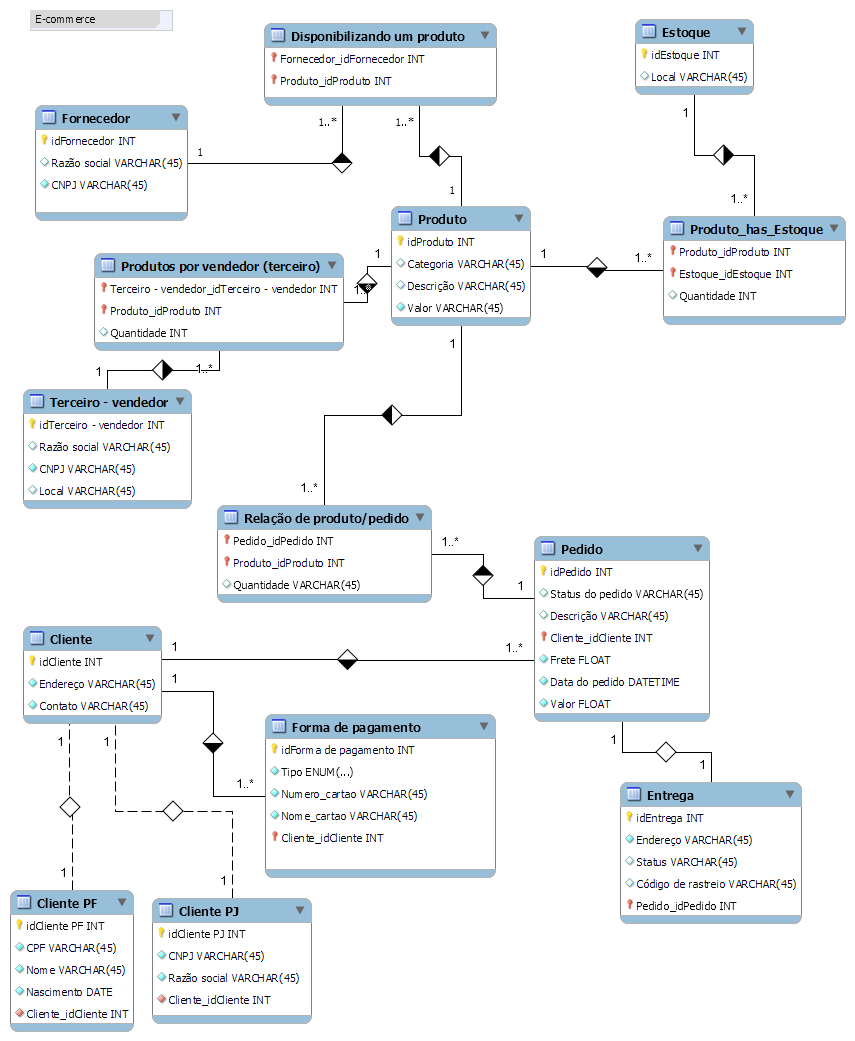 E-commerce
Disponibilizando um produto
Fornecedor_idFornecedor INT
Produto_idProduto INT
1..*
1..*
Estoque
idEstoque INT
Local VARCHAR(45)
1
1..*
Fornecedor
idFornecedor INT
Razão social VARCHAR(45)
CNPJ VARCHAR(45)
1
1
Produto
idProduto INT
Categoria VARCHAR(45)
Descrição VARCHAR(45)
Valor VARCHAR(45)
1
1..*
Produto_has_Estoque
Produto_idProduto INT
Estoque_idEstoque INT
Quantidade INT
Produtos por vendedor (terceiro)
Terceiro - vendedor_idTerceiro - vendedor INT
Produto_idProduto INT
Quantidade INT
1
1..*
1
1..*
Terceiro - vendedor
idTerceiro - vendedor INT
Razão social VARCHAR(45)
CNPJ VARCHAR(45)
Local VARCHAR(45)
1
1..*
Relação de produto/pedido
Pedido_idPedido INT
Produto_idProduto INT
Quantidade VARCHAR(45)
1..*
1
Pedido
idPedido INT
Status do pedido VARCHAR(45)
Descrição VARCHAR(45)
Cliente_idCliente INT
Frete FLOAT
Data do pedido DATETIME
Valor FLOAT
Cliente
idCliente INT
Endereço VARCHAR(45)
Contato VARCHAR(45)
1
1..*
1
1..*
Forma de pagamento
idForma de pagamento INT
Tipo ENUM(...)
Numero_cartao VARCHAR(45)
Nome_cartao VARCHAR(45)
Cliente_idCliente INT
1
1
Entrega
idEntrega INT
Endereço VARCHAR(45)
Status VARCHAR(45)
Código de rastreio VARCHAR(45)
Pedido_idPedido INT
1
1
1
1
Cliente PF
idCliente PF INT
CPF VARCHAR(45)
Nome VARCHAR(45)
Nascimento DATE
Cliente_idCliente INT
Cliente PJ
idCliente PJ INT
CNPJ VARCHAR(45)
Razão social VARCHAR(45)
Cliente_idCliente INT